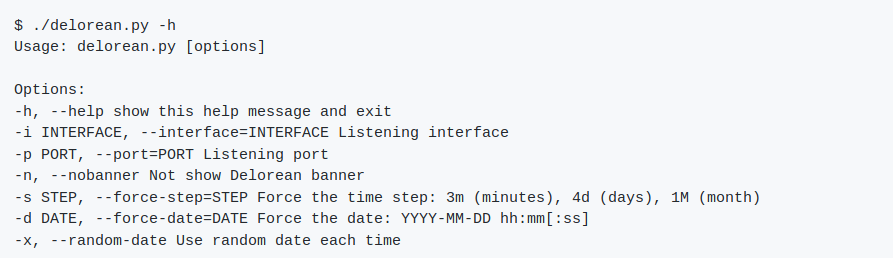 $ ./delorean.py -h
Usage: delorean.py [options]
Options:
-h, --help show this help message and exit
-i INTERFACE, --interface=INTERFACE Listening interface
-p PORT, --port=PORT Listening port
-n, --nobanner Not show Delorean banner
-s STEP, --force-step=STEP Force the time step: 3m (minutes), 4d (days), 1M (month)
-d DATE, --force-date=DATE Force the date: YYYY-MM-DD hh:mm[:ss]
-x, --random-date Use random date each time